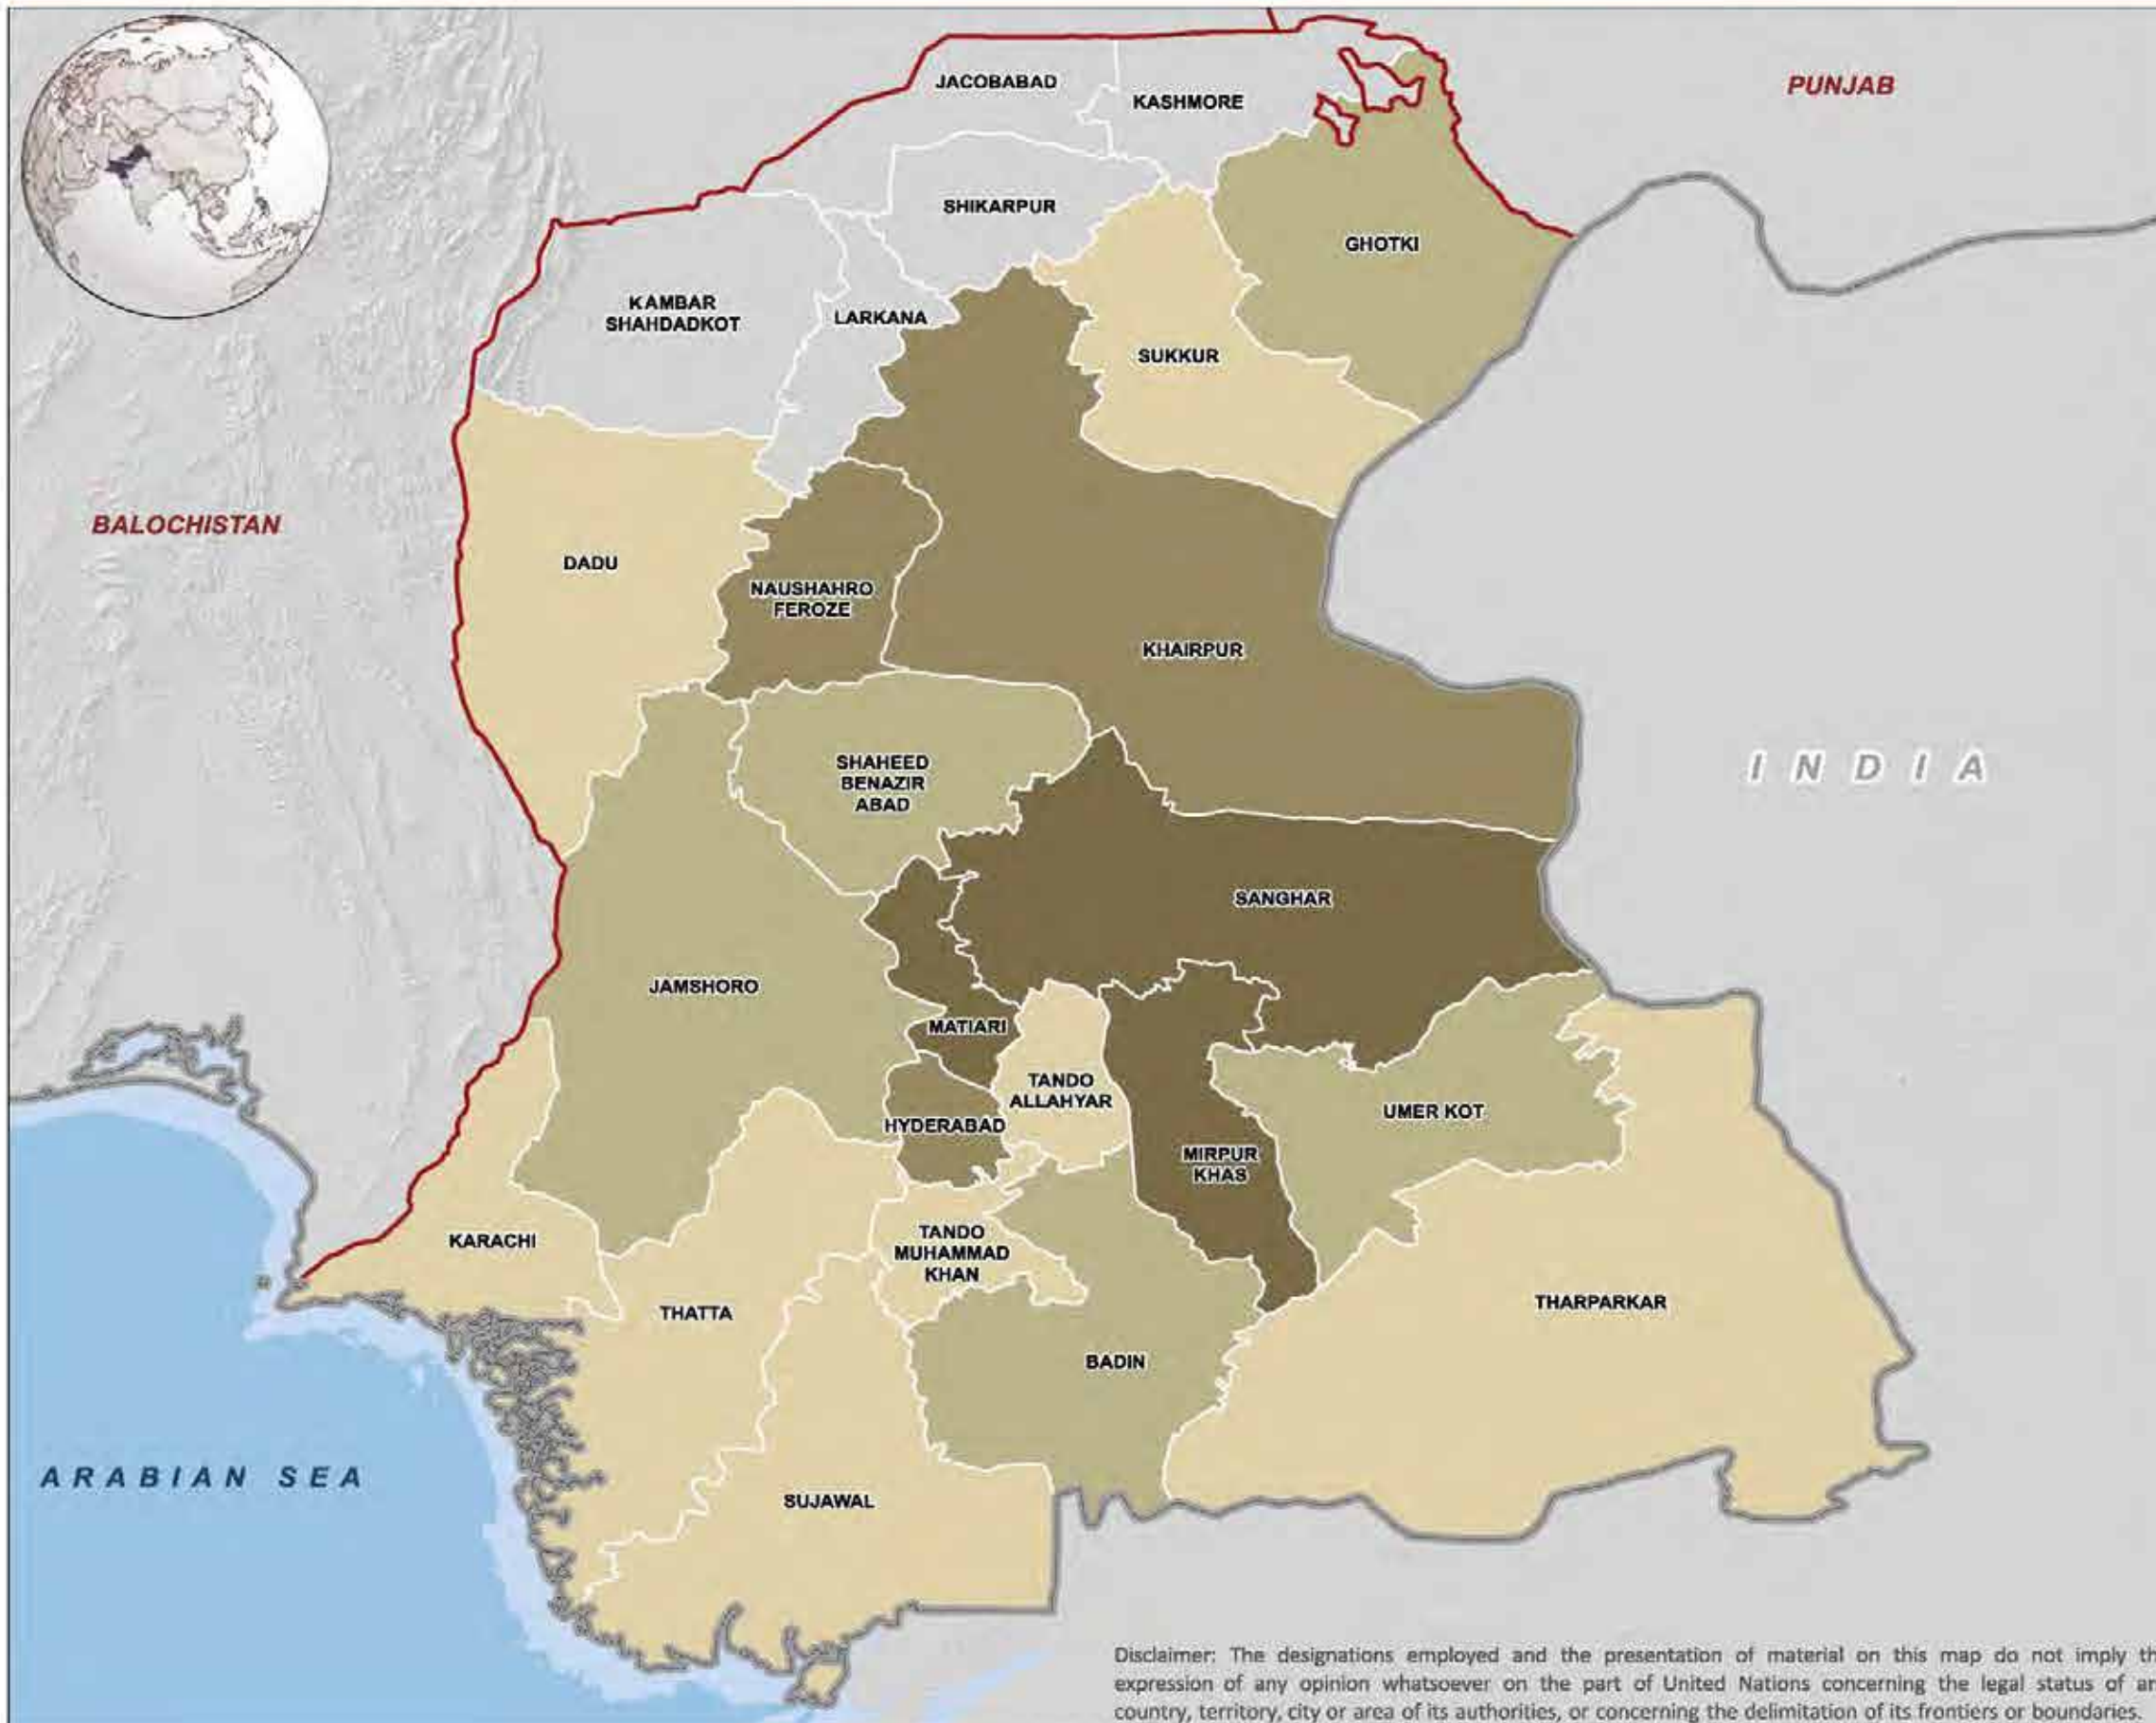 JACOBABAD
PUNJAB
KASHMORE
SHIKARPUR
GHOTKI
KAMBAR
SHAHDADKOT
LARKANA
SUKKUR
BALOCHISTAN
DADU
NAUSHAHRO
FEROZE
KHAIRPUR
SHAHEED
BENAZIR
ABAD
INDIA
SANGHAR
JAMSHORO
MATIARI
TANDO
ALLAHYAR
UMER KOT
HYDERABAD
MIRPUR
KHAS
KARACHI
TANDO
MUHAMMAD
KHAN
THATTA
THARPARKAR
BADIN
ARABIAN SEA
SUJAWAL
Disclaimer: The designations employed and the presentation of material on this map do not imply th
expression of any opinion whatsoever on the part of United Nations concerning the legal status of an
country, territory, city or area of its authorities, or concerning the delimitation of its frontiers or boundaries.